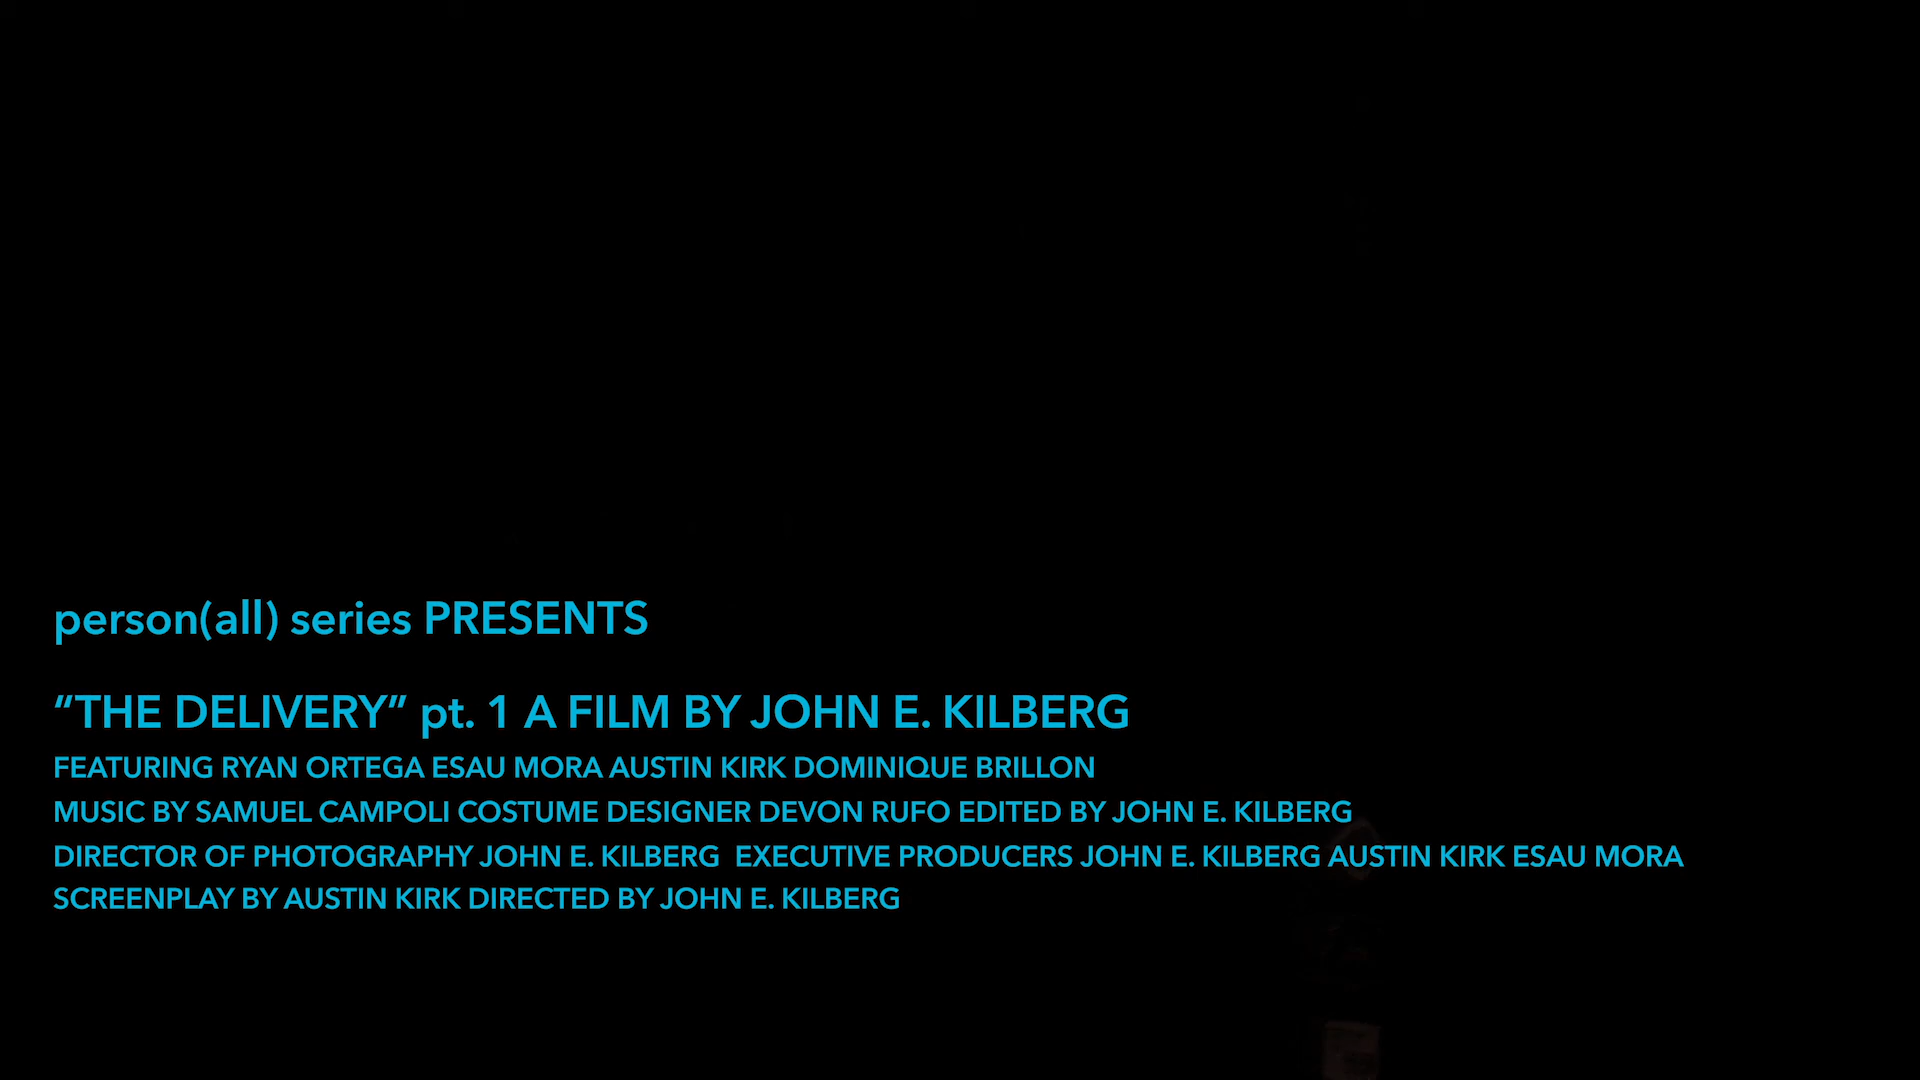 person(all) series PRESENTS
“THE DELIVERY” pt. 1 A FILM BY JOHN E. KILBERG
FEATURING RYAN ORTEGA ESAU MORA AUSTIN KIRK DOMINIQUE BRILLON
MUSIC BY SAMUEL CAMPOLI COSTUME DESIGNER DEVON RUFO EDITED BY JOHN E. KILBERG
DIRECTOR OF PHOTOGRAPHY JOHN E. KILBERG EXECUTIVE PRODUCERS JOHN E. KILBERG AUSTIN KIRK ESAU MORA
SCREENPLAY BY AUSTIN KIRK DIRECTED BY JOHN E. KILBERG